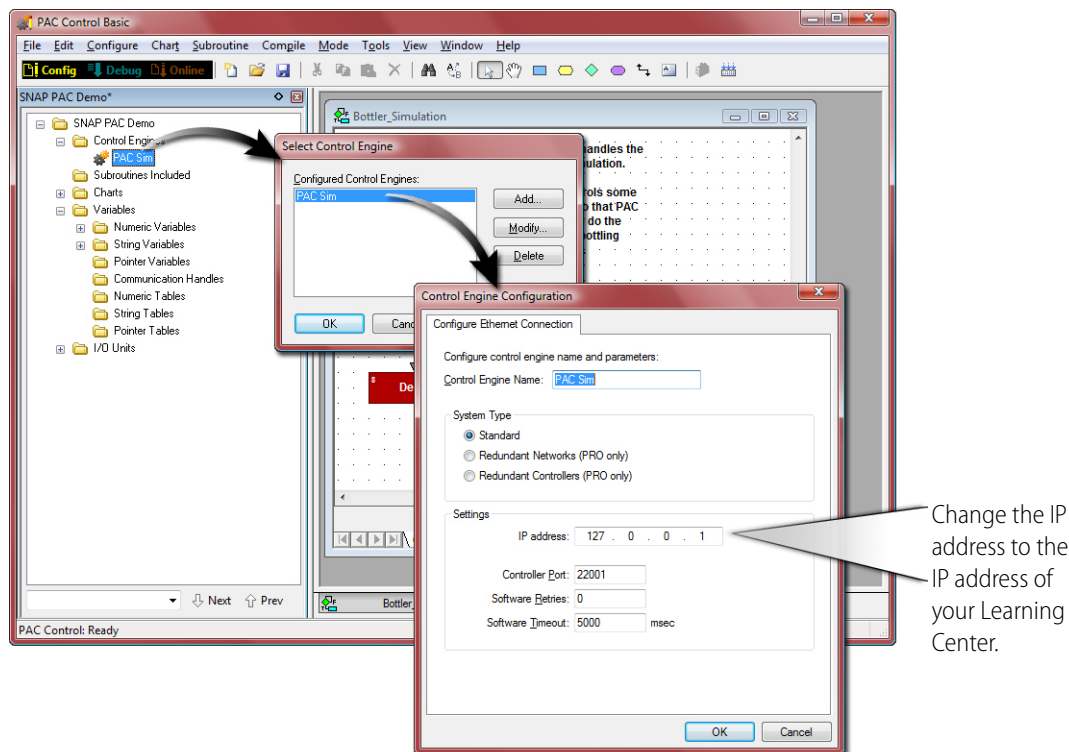 PAC Control Basic
File Edit Configure Chart Subroutine Compile Mode Tools View Window Help
Config Debug Online
SNAP PAC Demo*
SNAP PAC Demo
Control Engines
PAC Sim
Subroutines Included
Charts
Variables
Numeric Variables
String Variables
Pointer Variables
Communication Handles
Numeric Tables
String Tables
Pointer Tables
I/O Units
Next Prev
PAC Control: Ready
Bottler_Simulation
handles the
rols some
that PAC
do the
Select Control Engine
Configured Control Engines:
PAC Sim
Add...
Modify...
Delete
OK
Control Engine Configuration
Configure Ethernet Connection
Configure control engine name and parameters:
Control Engine Name: PAC Sim
System Type
Standard
Redundant Networks (PRO only)
Redundant Controllers (PRO only)
Settings
IP address: 127 . 0 . 0 . 1
Controller Port: 22001
Software Retries: 0
Software Timeout: 5000 msec
OK Cancel
Change the IP
address to the
IP address of
your Learning
Center.